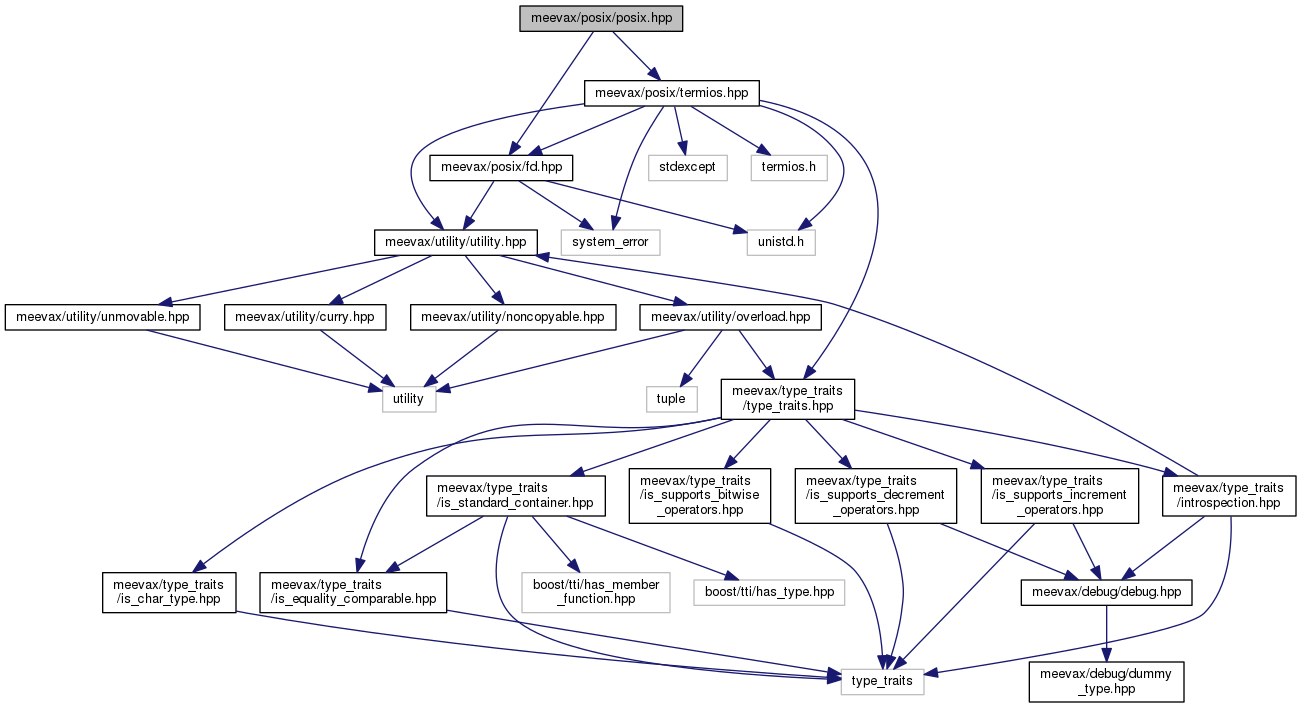 meevax/posix/posix.hpp
meevax/posix/termios.hpp
meevax/posix/fd.hpp
stdexcept
termios.h
meevax/utility/utility.hpp
system_error
unistd.h
meevax/utility/unmovable.hpp
meevax/utility/curry.hpp
meevax/utility/noncopyable.hpp
meevax/utility/overload.hpp
utility
tuple
meevax/type_traits
/type_traits.hpp
meevax/type_traits
/is_standard_container.hpp
meevax/type_traits
/is_supports_bitwise
_operators.hpp
meevax/type_traits
/is_supports_decrement
_operators.hpp
meevax/type_traits
/is_supports_increment
_operators.hpp
meevax/type_traits
/introspection.hpp
meevax/type_traits
/is_char_type.hpp
meevax/type_traits
/is_equality_comparable.hpp
boost/tti/has_member
_function.hpp
boost/tti/has_type.hpp
meevax/debug/debug.hpp
type_traits
meevax/debug/dummy
_type.hpp